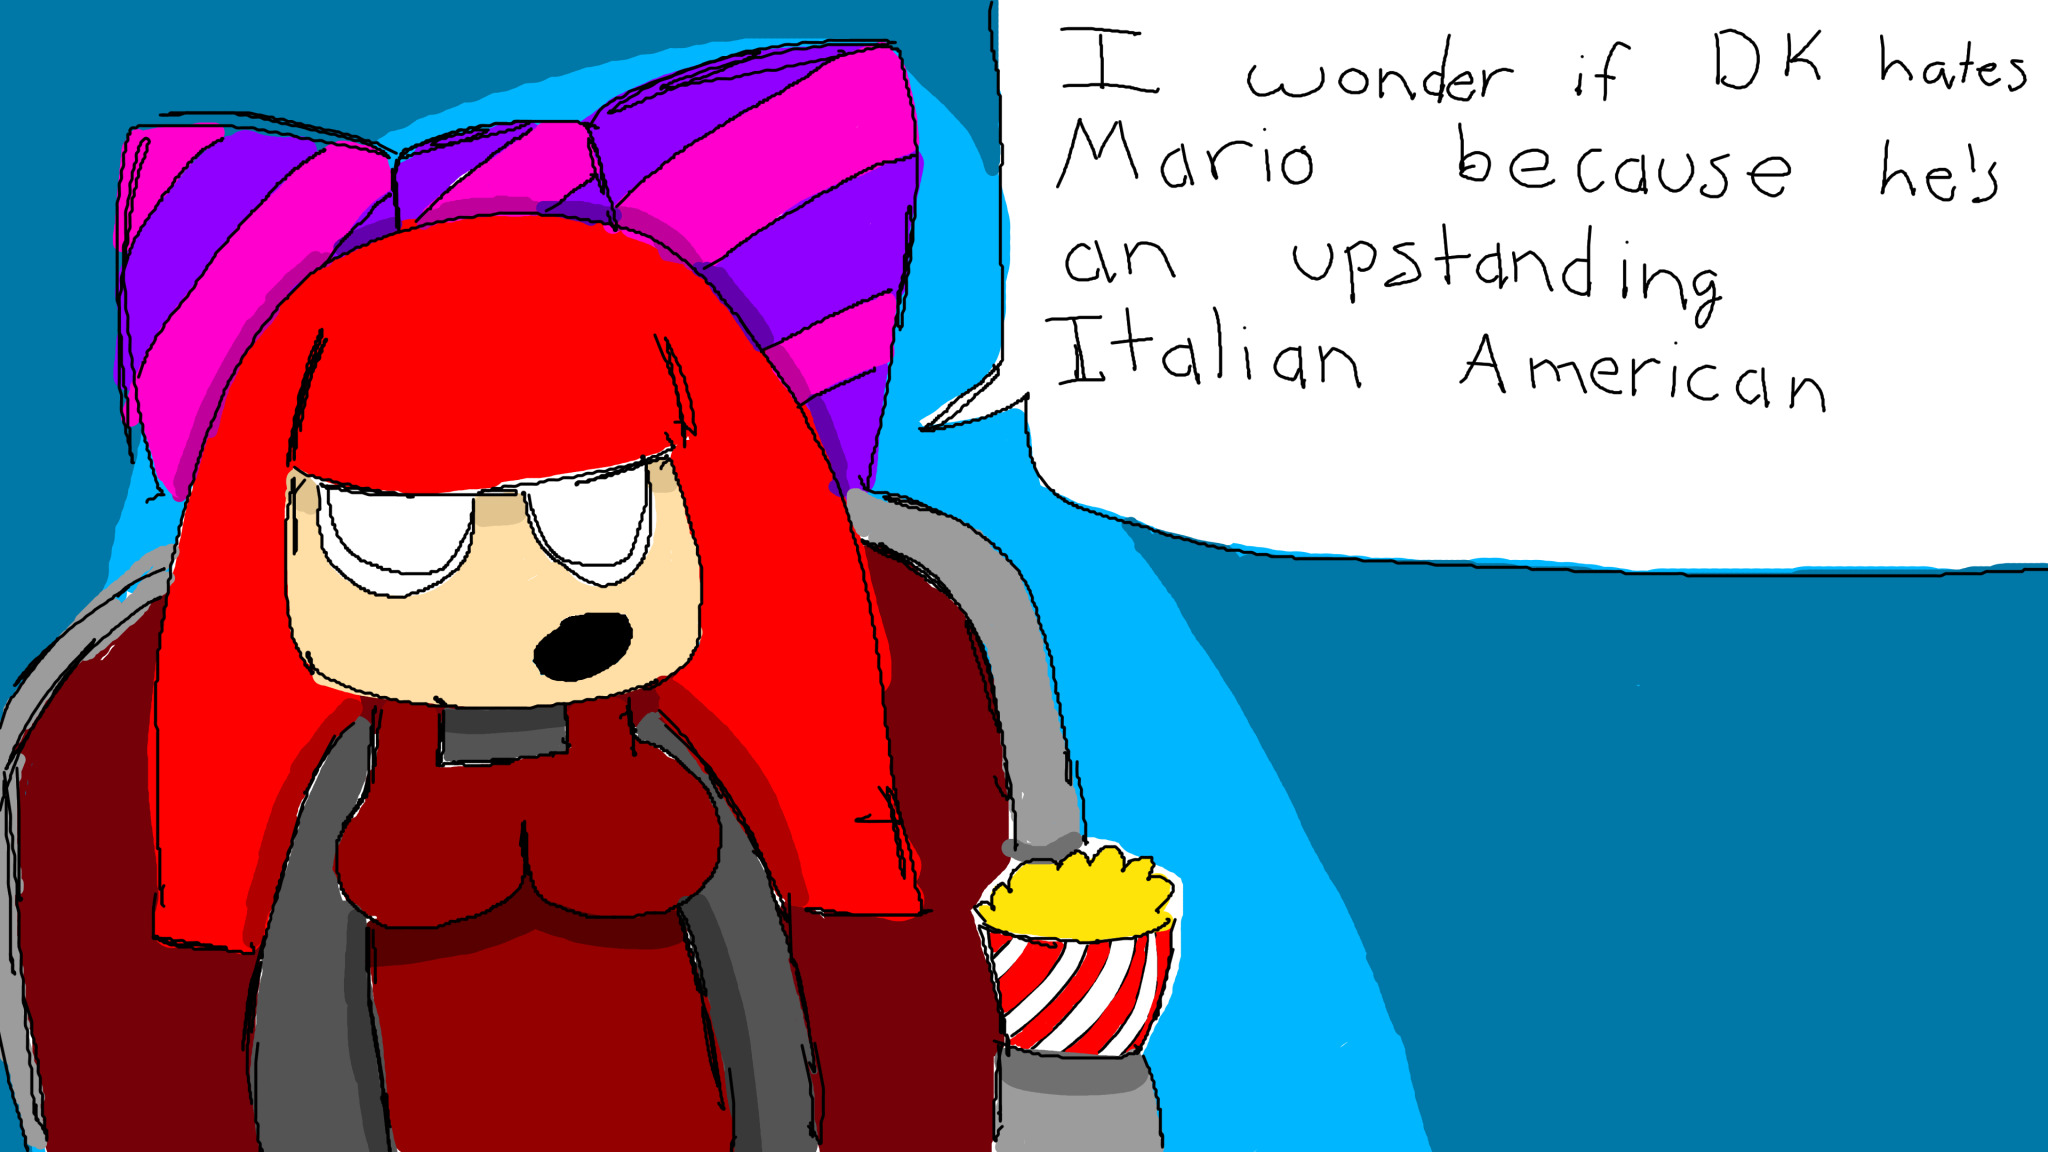 I wonder if DK hates
Mario because he's
an upstanding
Italian American